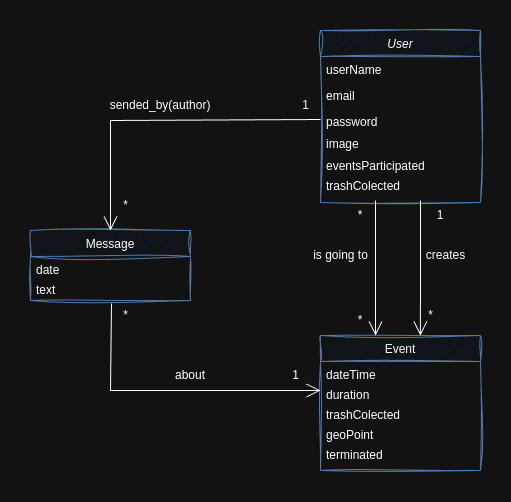 User
userName
email
password
image
eventsParticipated
trashColected
sended_by(author)
1
*
Message
date
text
*
1
is going to
creates
*
*
*
about
1
Event
dateTime
duration
trashColected
geoPoint
terminated